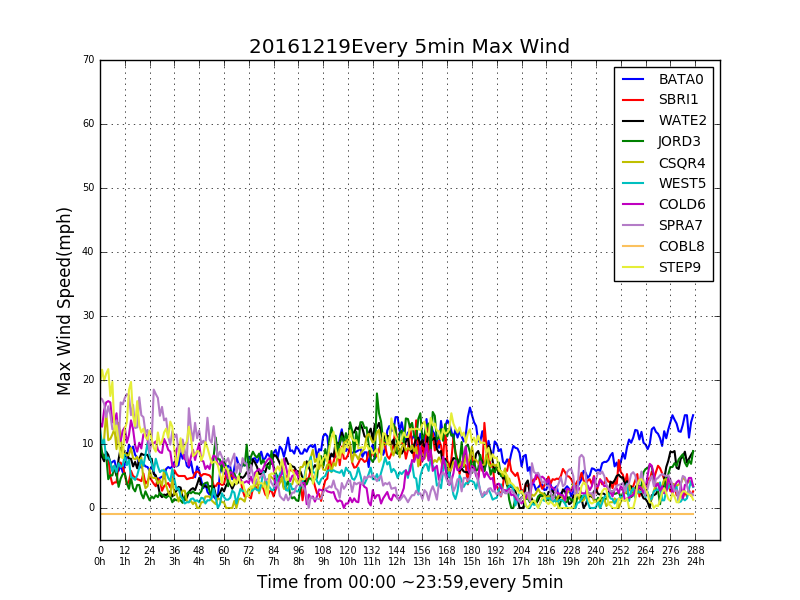 20161219Every 5min Max Wind
Max Wind Speed(mph)
70
60
50
40
30
20
10
0
BATA0
SBRI1
WATE2
JORD3
CSQR4
WEST5
COLD6
SPRA7
COBL8
STEP9
0 12 24 36 48 60 72 84 96 108 120 132 144 156 168 180 192 204 216 228 240 252 264 276 288
0h 1h 2h 3h 4h 5h 6h 7h 8h 9h 10h 11h 12h 13h 14h 15h 16h 17h 18h 19h 20h 21h 22h 23h 24h
Time from 00:00 ~23:59,every 5min